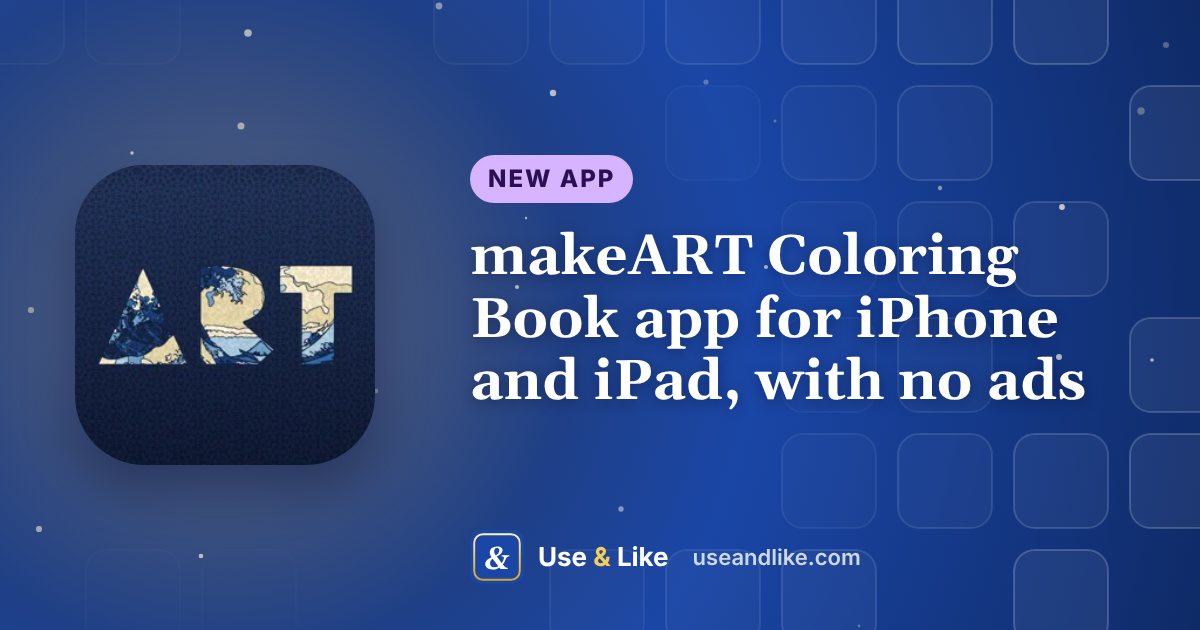 ART
NEW APP
makeART Coloring
Book app for iPhone
and iPad, with no ads
& Use & Like useandlike.com